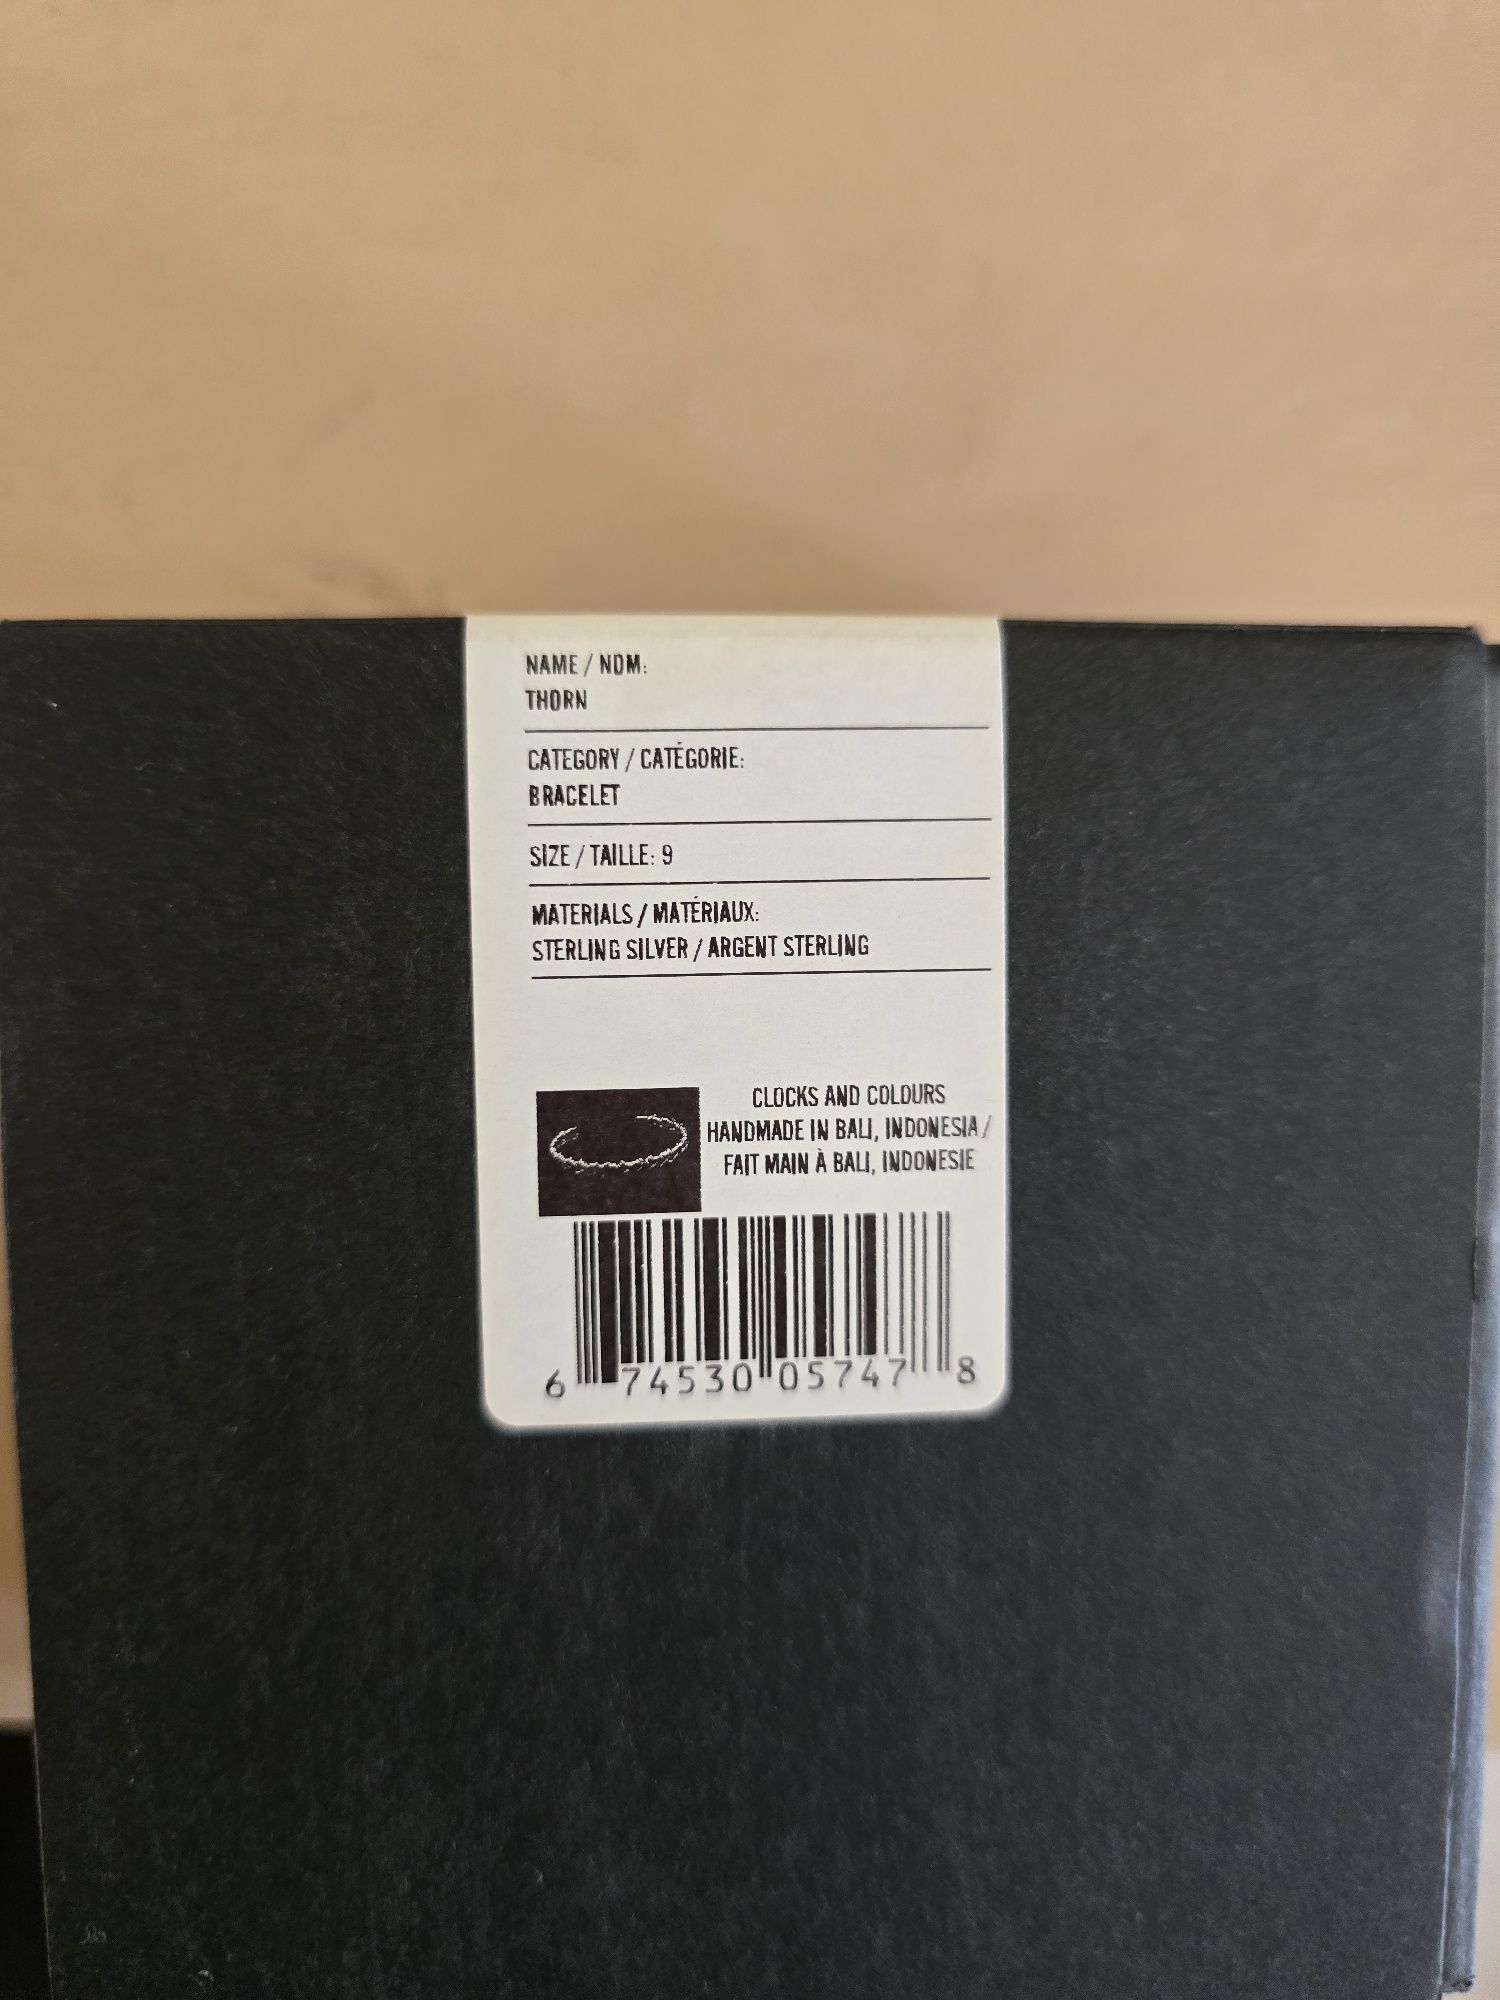 NAME / NOM:
THORN
CATEGORY / CATÉGORIE:
BRACELET
SIZE / TAILLE: 9
MATERIALS / MATÉRIAUX:
STERLING SILVER / ARGENT STERLING
CLOCKS AND COLOURS
HANDMADE IN BALI, INDONESIA /
FAIT MAIN À BALI, INDONESIE
6 74530 05747 8